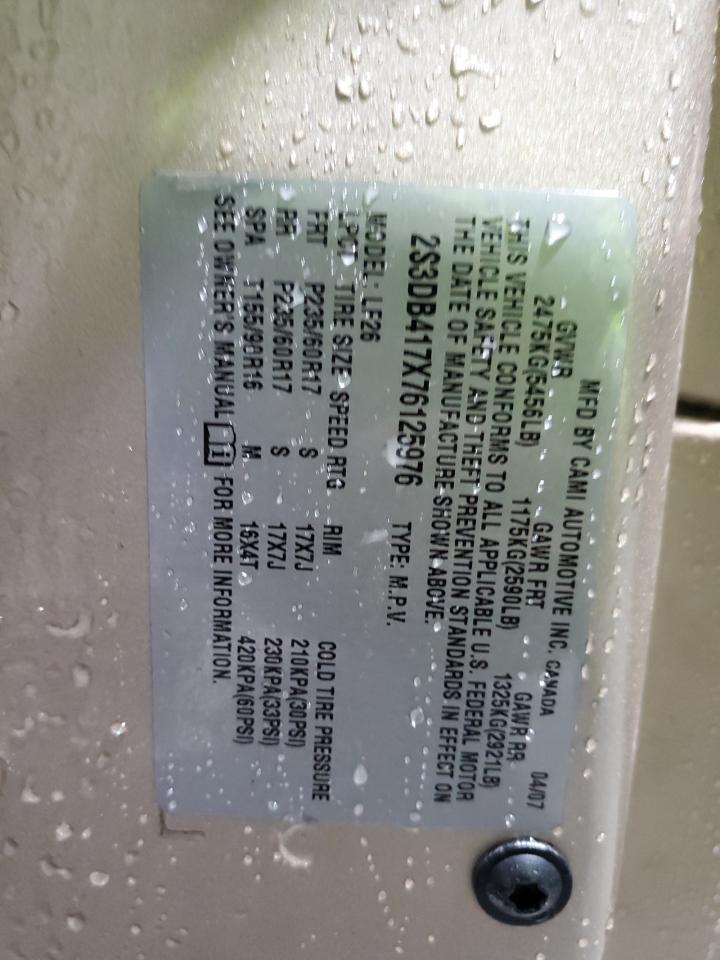 MFD BY CAMI AUTOMOTIVE INC. CANADA 04/07
GVWR GAWR FRT GAWR RR
2475KG(5456LB) 1175KG(2590LB) 1325KG(2921LB)
THIS VEHICLE CONFORMS TO ALL APPLICABLE U.S. FEDERAL MOTOR
VEHICLE SAFETY AND THEFT PREVENTION STANDARDS IN EFFECT ON
THE DATE OF MANUFACTURE SHOWN ABOVE.
2S3DB417X76125976 TYPE: M.P.V.
MODEL: LF26
LPCT TIRE SIZE SPEED RTG RIM COLD TIRE PRESSURE
FRT P235/60R17 S 17X7J 210KPA(30PSI)
RR P235/60R17 S 17X7J 230KPA(33PSI)
SPA T155/90R16 M 16X4T 420KPA(60PSI)
SEE OWNER'S MANUAL i FOR MORE INFORMATION.